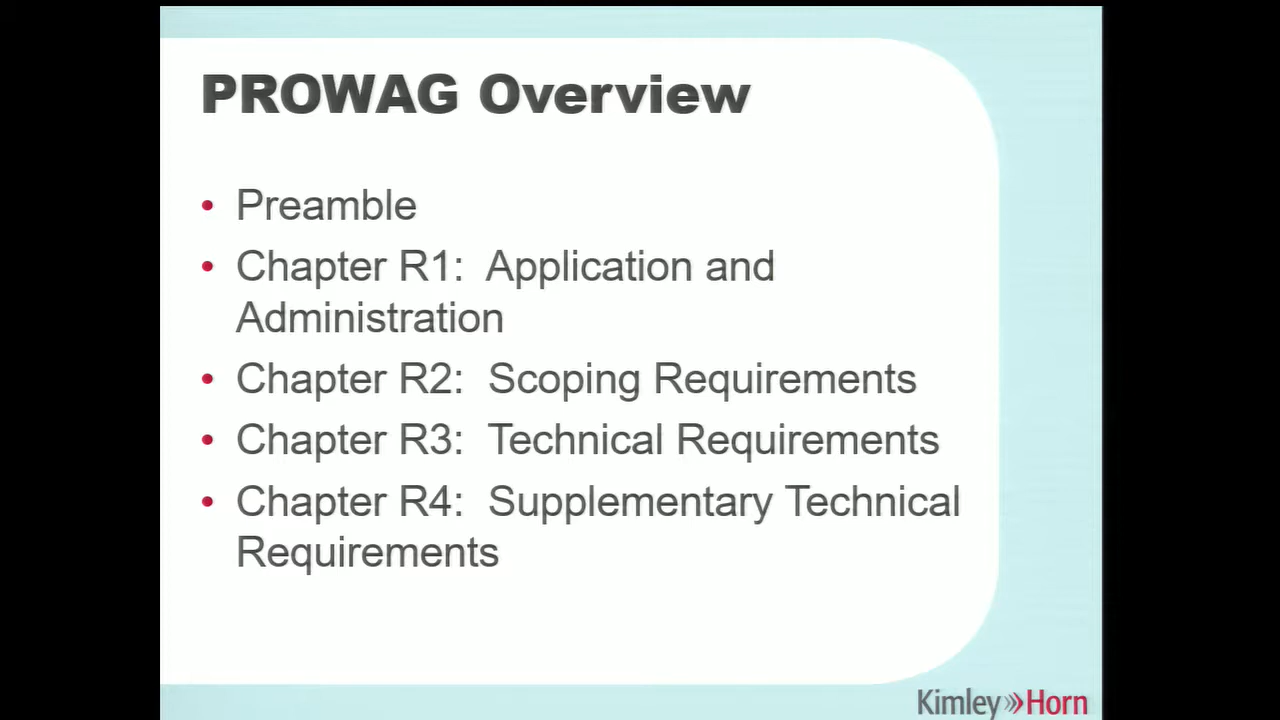 PROWAG Overview
• Preamble
• Chapter R1:  Application and
Administration
• Chapter R2:  Scoping Requirements
• Chapter R3:  Technical Requirements
• Chapter R4:  Supplementary Technical
Requirements
Kimley»Horn